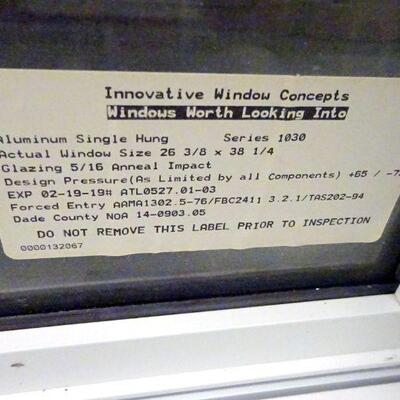 Innovative Window Concepts
Windows Worth Looking Into
Aluminum Single Hung Series 1030
Actual Window Size 26 3/8 x 38 1/4
Glazing 5/16 Anneal Impact
Design Pressure(As Limited by all Components) +65 /
EXP 02-19-19# ATL0527.01-03
Forced Entry AAMA1302.5-76/FBC2411 3.2.1/TAS202-94
Dade County NOA 14-0903.05
DO NOT REMOVE THIS LABEL PRIOR TO INSPECTION
0000132067